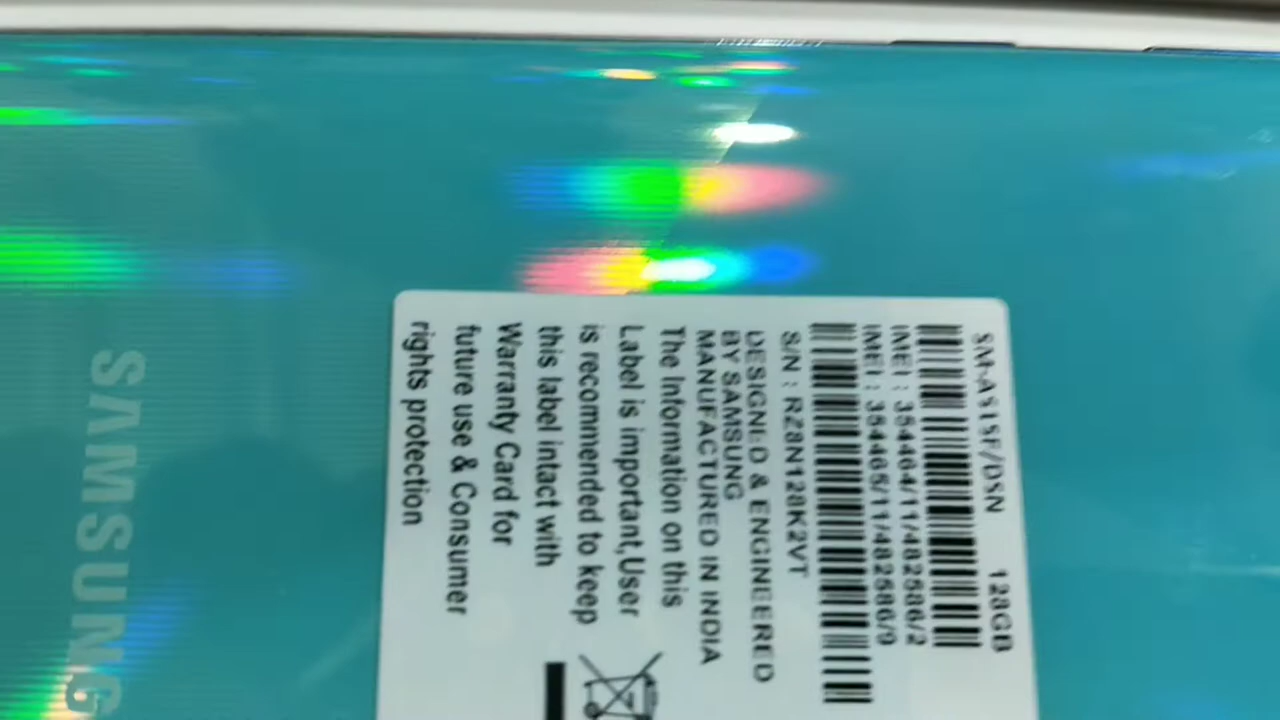 SM-A515F/DSN 128GB
IMEI : 354464/11/482586/2
IMEI : 354465/11/482586/9
S/N : RZ8N128K2VT
DESIGNED & ENGINEERED
BY SAMSUNG
MANUFACTURED IN INDIA
The Information on this
Label is important,User
is recommended to keep
this label intact with
Warranty Card for
future use & Consumer
rights protection
SAMSUNG